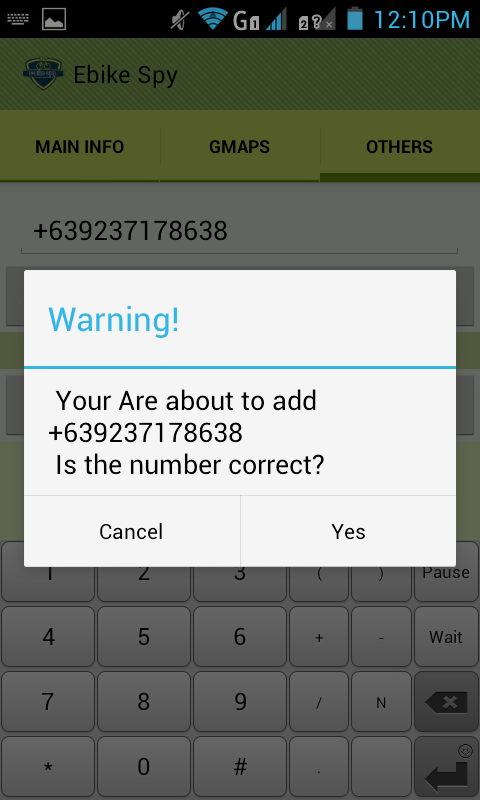 G1 2? 12:10PM
Ebike Spy
MAIN INFO GMAPS OTHERS
+639237178638
Warning!
Your Are about to add
+639237178638
Is the number correct?
Cancel Yes
1 2 3 ( ) Pause
4 5 6 + - Wait
7 8 9 / N
* 0 # .